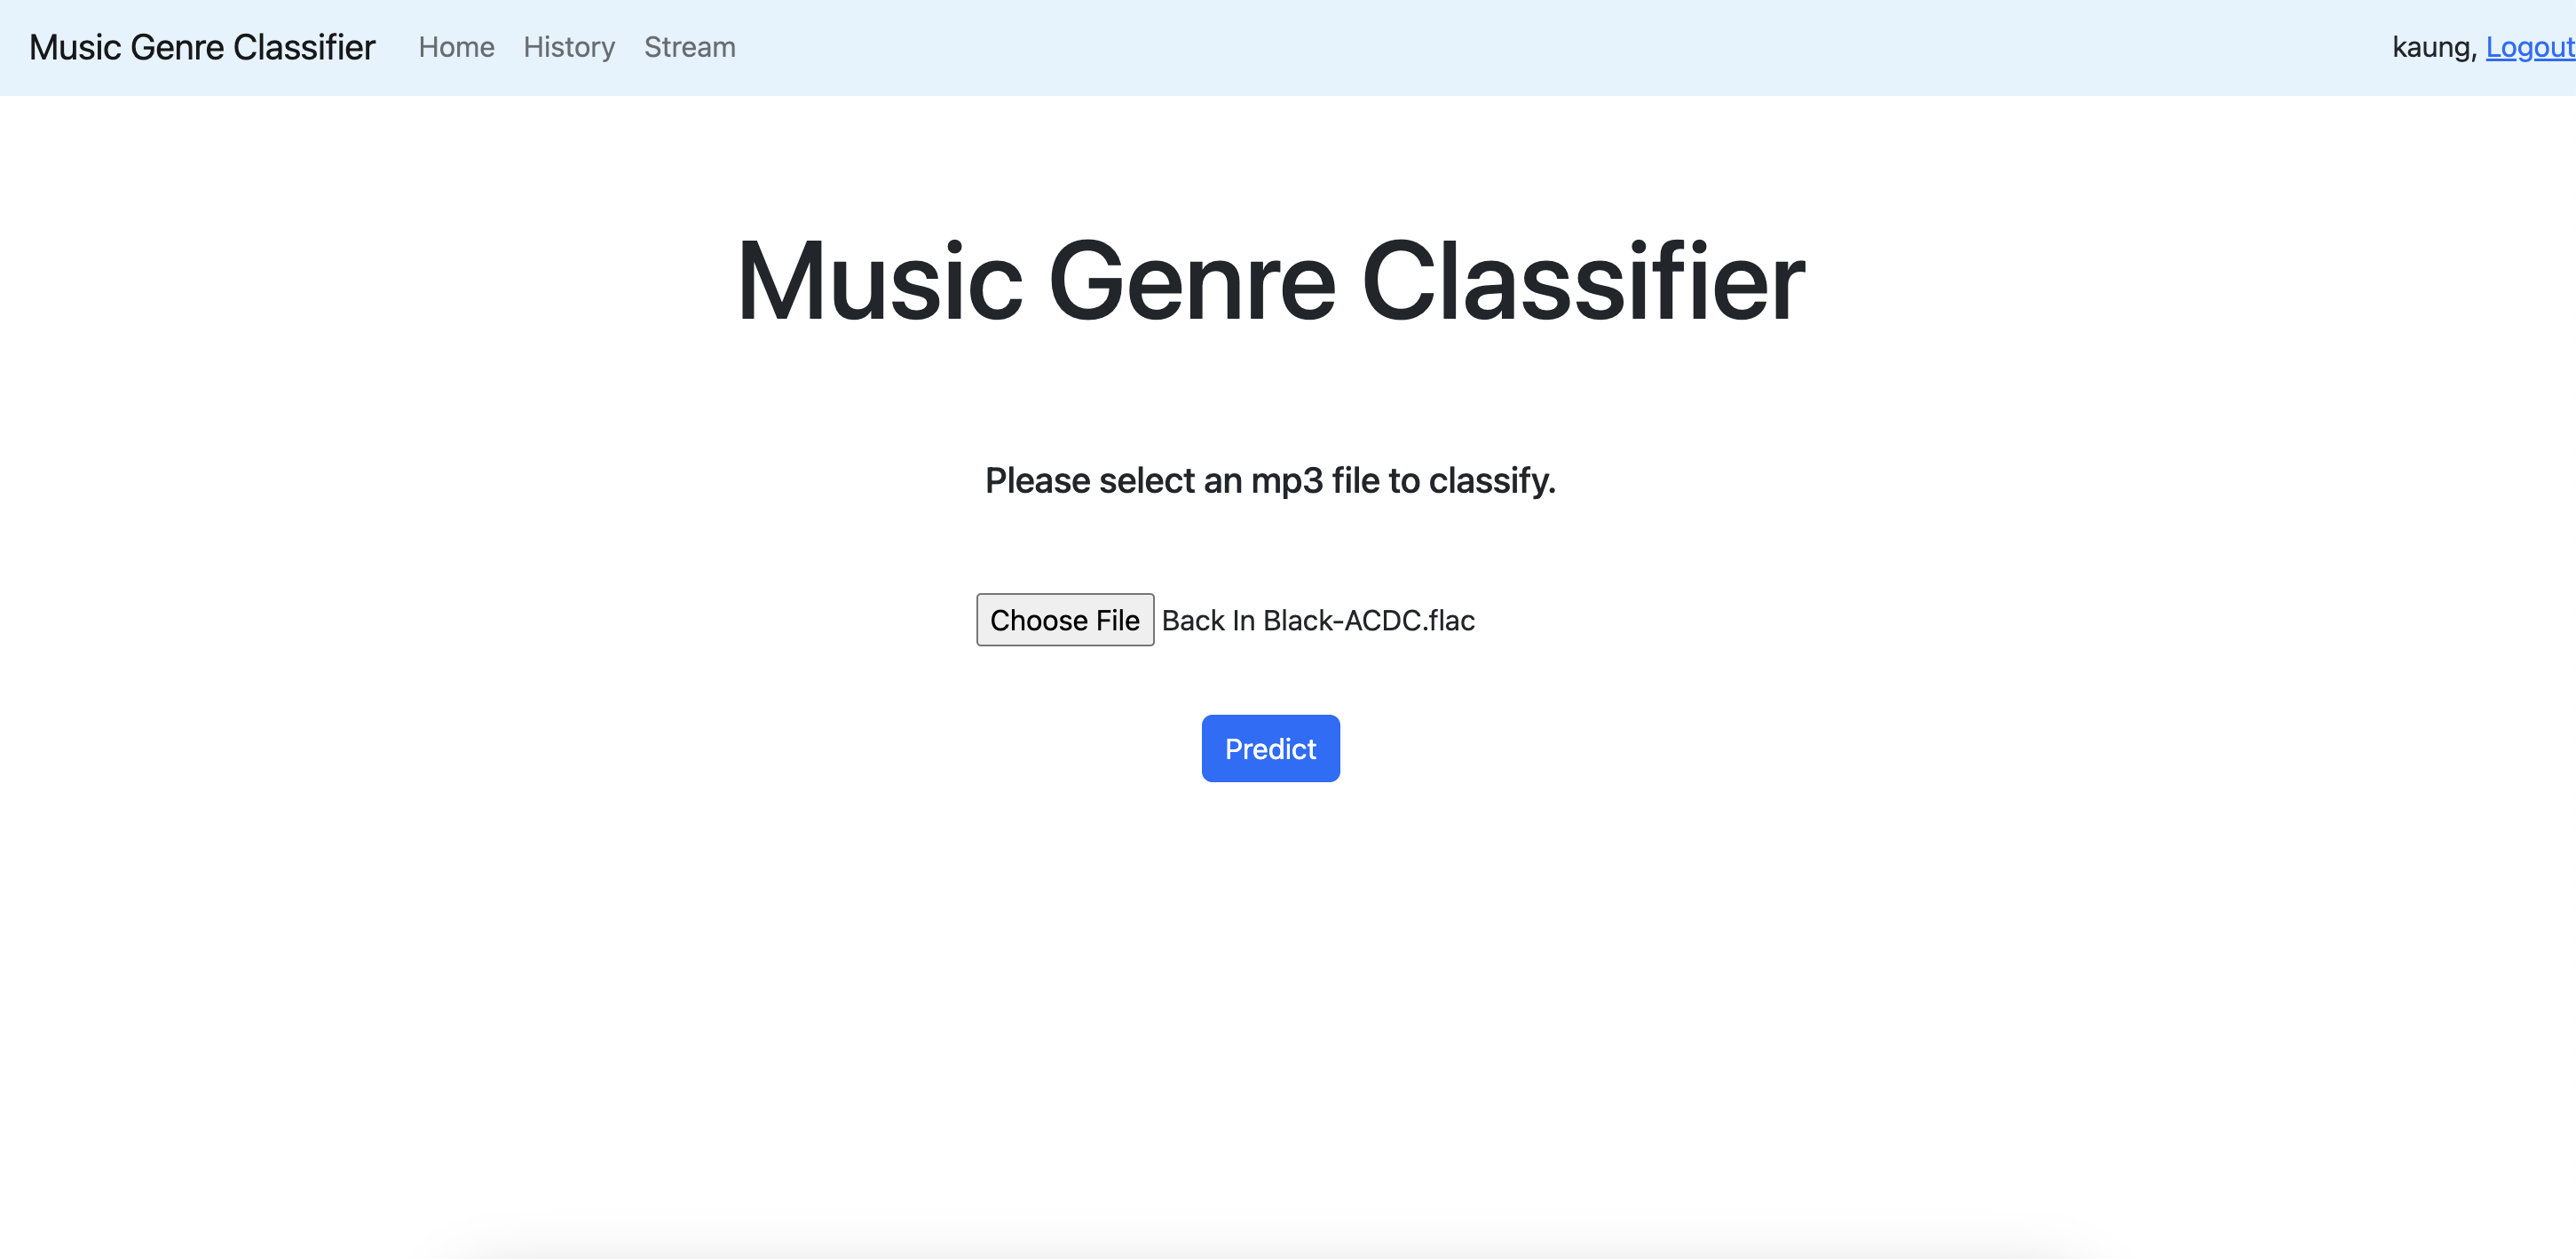 Music Genre Classifier Home History Stream kaung, Logout
Music Genre Classifier
Please select an mp3 file to classify.
Choose File Back In Black-ACDC.flac
Predict